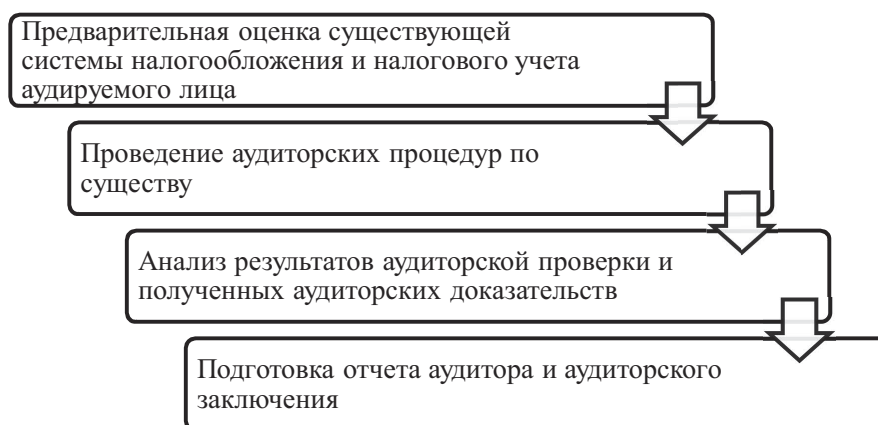 Предварительная оценка существующей
системы налогообложения и налогового учета
аудируемого лица
Проведение аудиторских процедур по
существу
Анализ результатов аудиторской проверки и
полученных аудиторских доказательств
Подготовка отчета аудитора и аудиторского
заключения